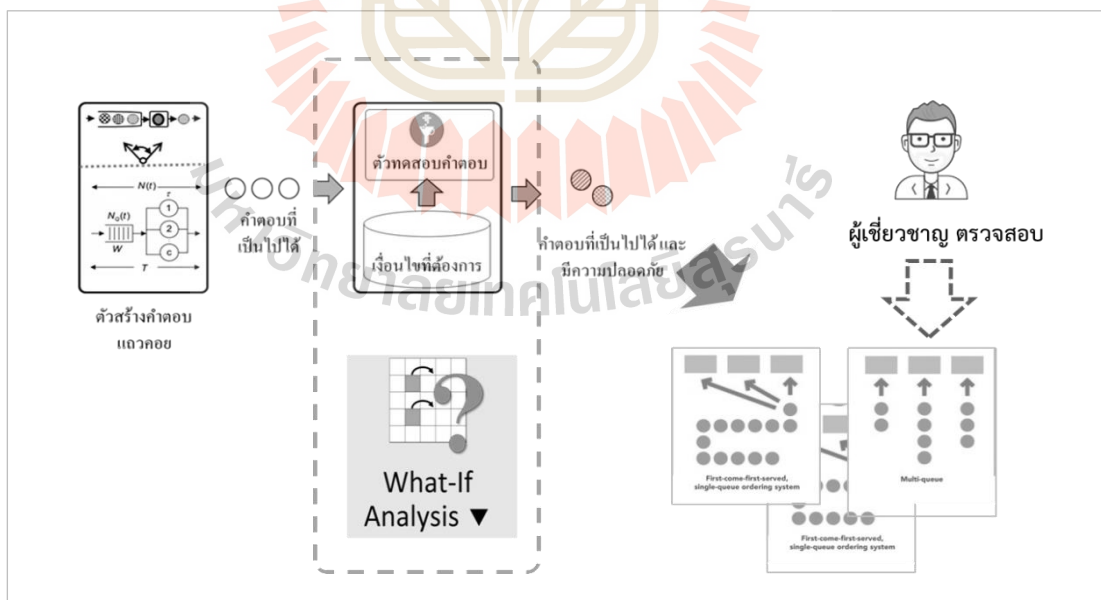 N(t)
τ
1
N₀(t)
2
W
c
T
ตัวสร้างคำตอบ
แถวคอย
คำตอบที่
เป็นไปได้
ตัวทดสอบคำตอบ
เงื่อนไขที่ต้องการ
What-If
Analysis ▼
คำตอบที่เป็นไปได้ และ
มีความปลอดภัย
ผู้เชี่ยวชาญ ตรวจสอบ
First-come-first-served,
single-queue ordering system
Multi-queue
First-come-first-served,
single-queue ordering system
มหาวิทยาลัยเทคโนโลยีสุรนารี